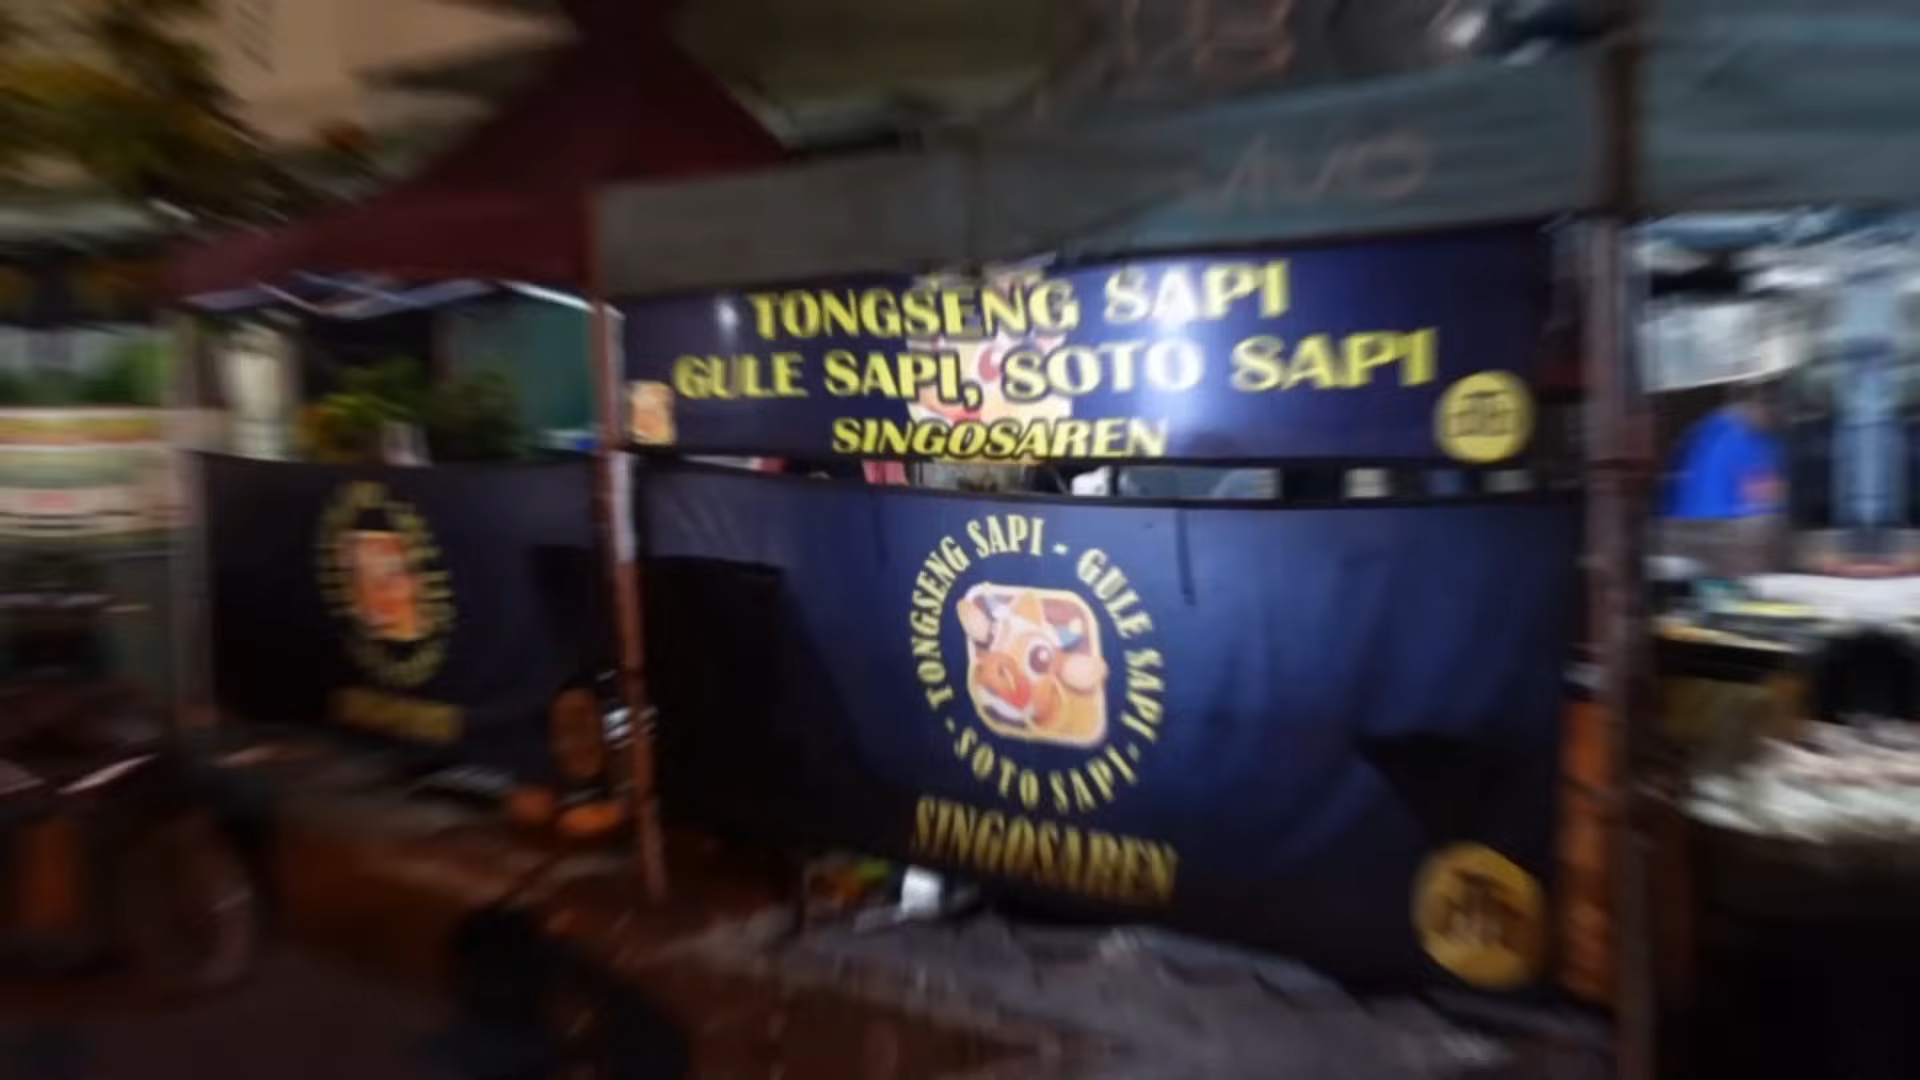 TONGSENG SAPI
GULE SAPI, SOTO SAPI
SINGOSAREN
TONGSENG SAPI - GULE SAPI - SOTO SAPI -
SINGOSAREN